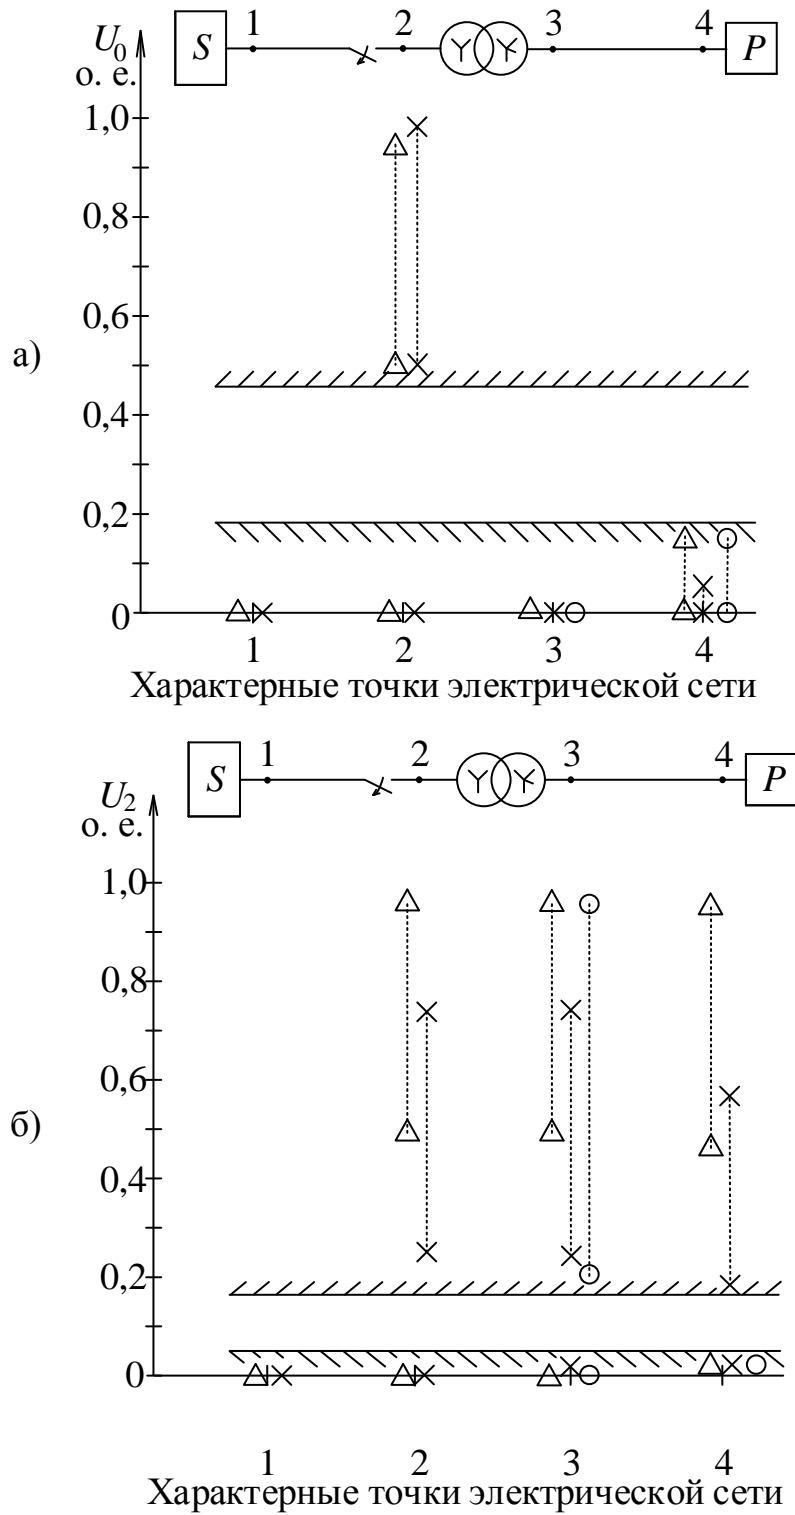 S 1 2 3 4 P
U₀
о. е.
1,0
0,8
0,6
а)
0,4
0,2
0
1 2 3 4
Характерные точки электрической сети
S 1 2 3 4 P
U₂
о. е.
1,0
0,8
0,6
б)
0,4
0,2
0
1 2 3 4
Характерные точки электрической сети